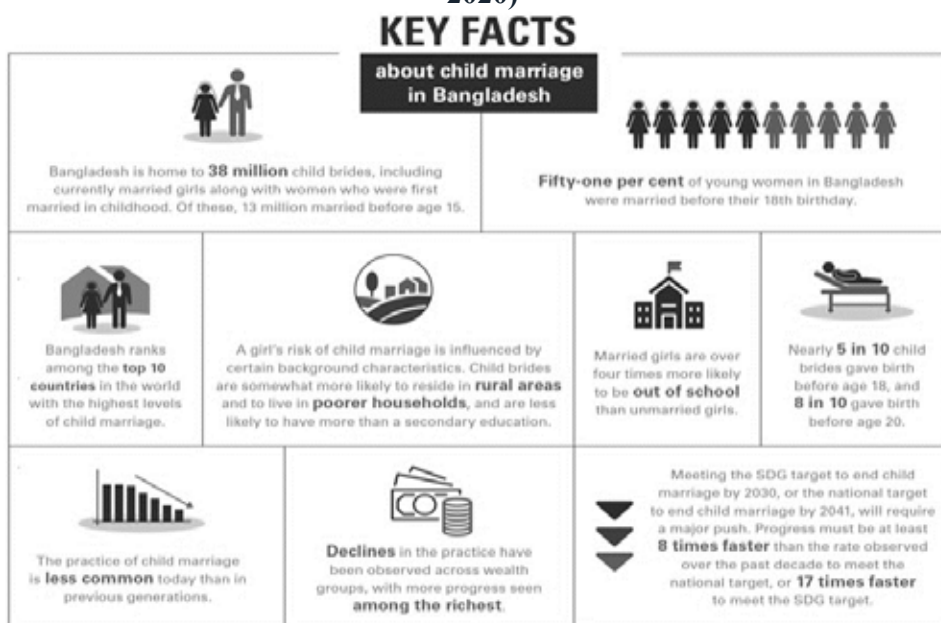 2020)
KEY FACTS
about child marriage
in Bangladesh
Bangladesh is home to 38 million child brides, including
currently married girls along with women who were first
married in childhood. Of these, 13 million married before age 15.
Fifty-one per cent of young women in Bangladesh
were married before their 18th birthday.
Bangladesh ranks
among the top 10
countries in the world
with the highest levels
of child marriage.
A girl's risk of child marriage is influenced by
certain background characteristics. Child brides
are somewhat more likely to reside in rural areas
and to live in poorer households, and are less
likely to have more than a secondary education.
Married girls are over
four times more likely
to be out of school
than unmarried girls.
Nearly 5 in 10 child
brides gave birth
before age 18, and
8 in 10 gave birth
before age 20.
The practice of child marriage
is less common today than in
previous generations.
Declines in the practice have
been observed across wealth
groups, with more progress seen
among the richest.
Meeting the SDG target to end child
marriage by 2030, or the national target
to end child marriage by 2041, will require
a major push. Progress must be at least
8 times faster than the rate observed
over the past decade to meet the
national target, or 17 times faster
to meet the SDG target.